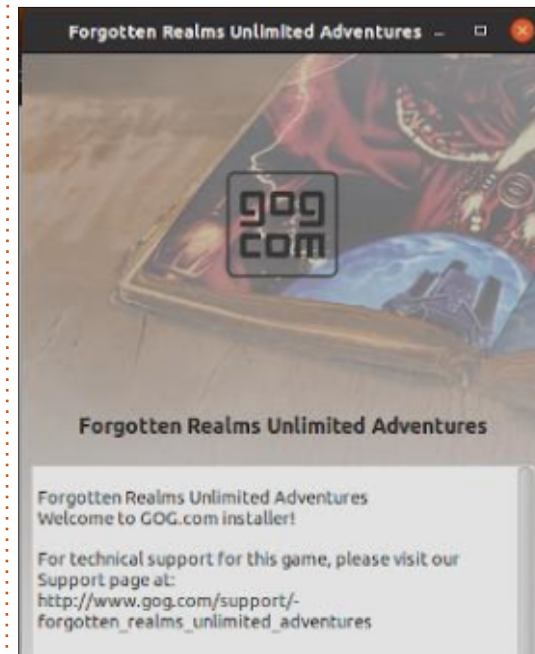 Forgotten Realms Unlimited Adventures
gog
com
Forgotten Realms Unlimited Adventures
Forgotten Realms Unlimited Adventures
Welcome to GOG.com installer!
For technical support for this game, please visit our
Support page at:
http://www.gog.com/support/-
forgotten_realms_unlimited_adventures